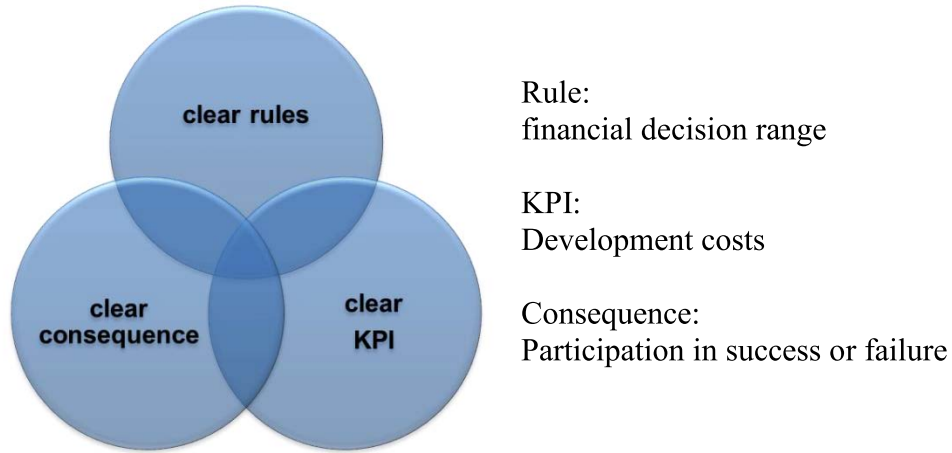 clear rules
clear
consequence
clear
KPI
Rule:
financial decision range
KPI:
Development costs
Consequence:
Participation in success or failure